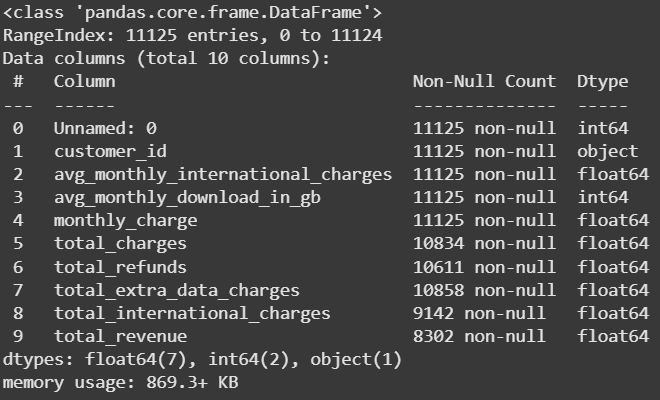 <class 'pandas.core.frame.DataFrame'>
RangeIndex: 11125 entries, 0 to 11124
Data columns (total 10 columns):
 #   Column                             Non-Null Count  Dtype
---  ------                             --------------  -----
 0   Unnamed: 0                         11125 non-null  int64
 1   customer_id                        11125 non-null  object
 2   avg_monthly_international_charges  11125 non-null  float64
 3   avg_monthly_download_in_gb         11125 non-null  int64
 4   monthly_charge                     11125 non-null  float64
 5   total_charges                      10834 non-null  float64
 6   total_refunds                      10611 non-null  float64
 7   total_extra_data_charges           10858 non-null  float64
 8   total_international_charges        9142 non-null   float64
 9   total_revenue                      8302 non-null   float64
dtypes: float64(7), int64(2), object(1)
memory usage: 869.3+ KB